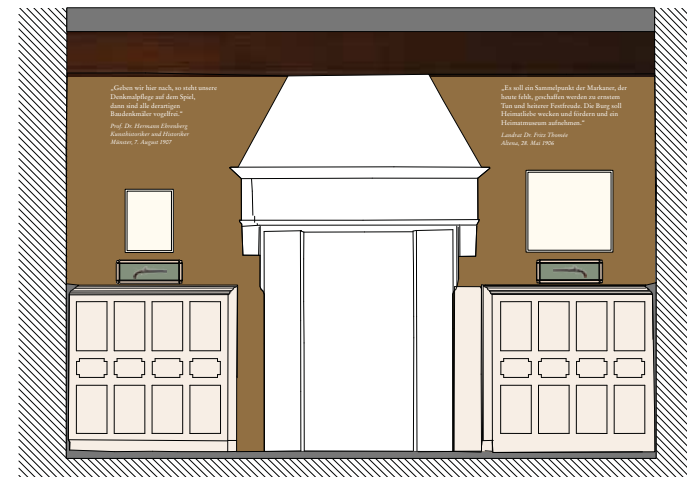 „Geben wir hier nach, so steht unsere
Denkmalpflege auf dem Spiel,
dann sind alle derartigen
Baudenkmäler vogelfrei.“
Prof. Dr. Hermann Ehrenberg
Kunsthistoriker und Historiker
Münster, 7. August 1907
„Es soll ein Sammelpunkt der Markaner, der
heute fehlt, geschaffen werden zu ernstem
Tun und heiterer Festfreude. Die Burg soll
Heimatliebe wecken und fördern und ein
Heimatmuseum aufnehmen.“
Landrat Dr. Fritz Thomée
Altena, 28. Mai 1906